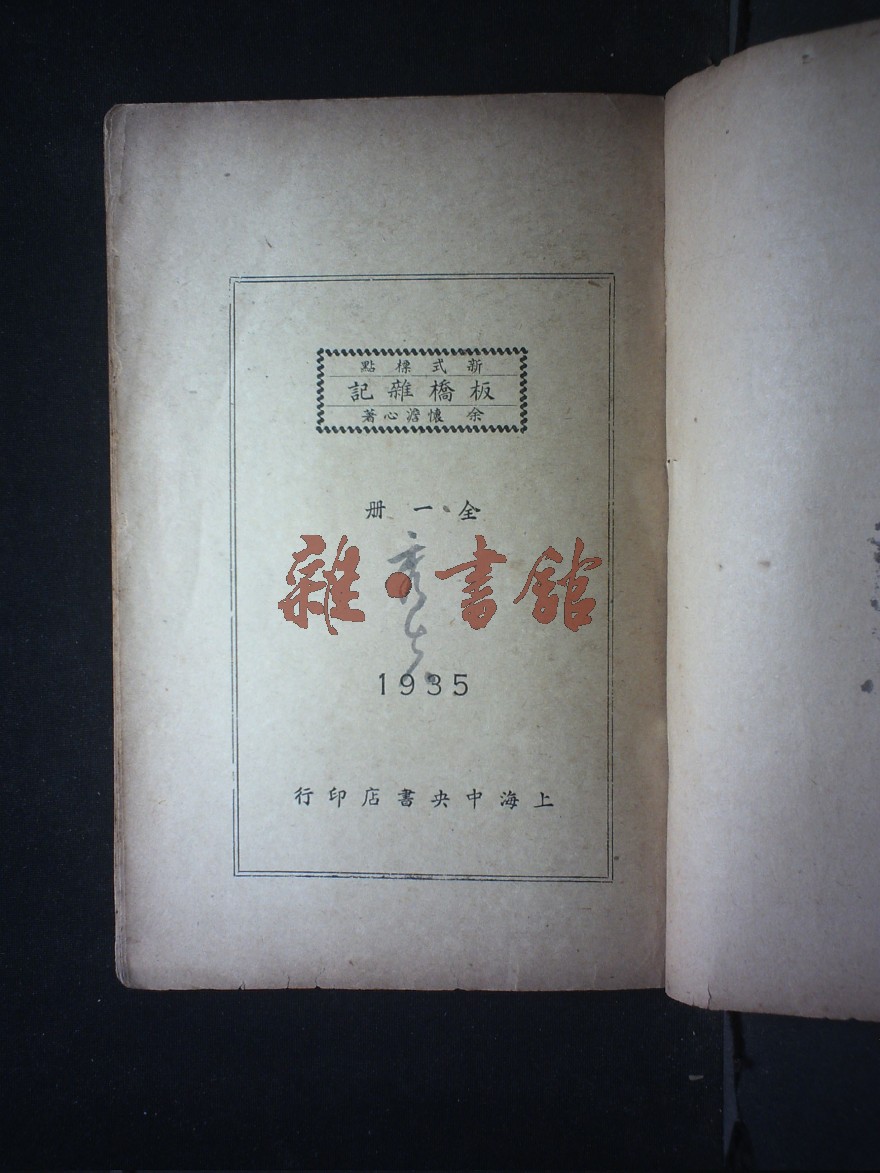 新式標點
板橋雜記
余懷澹心著
全一册
雜·書館
1935
上海中央書店印行